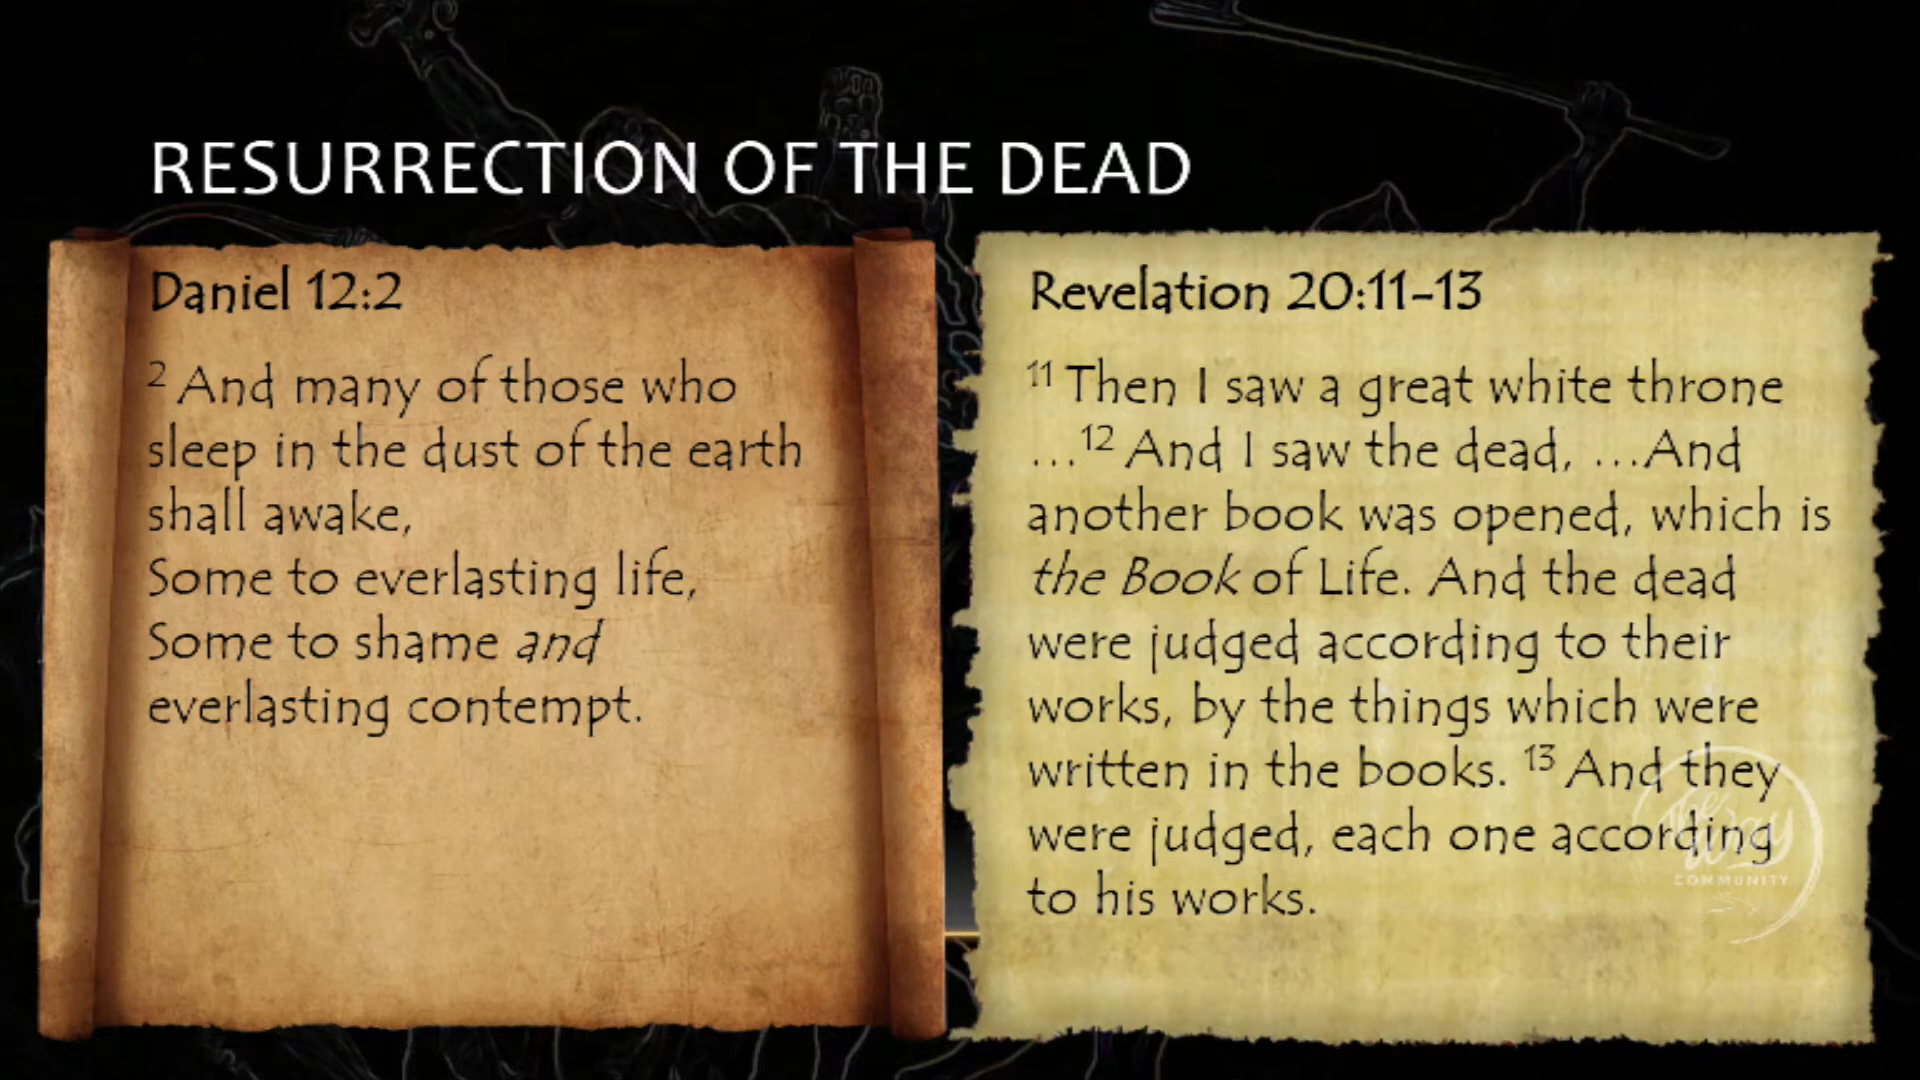 RESURRECTION OF THE DEAD
Daniel 12:2
2 And many of those who
sleep in the dust of the earth
shall awake,
Some to everlasting life,
Some to shame and
everlasting contempt.
Revelation 20:11-13
11 Then I saw a great white throne
...12 And I saw the dead, ...And
another book was opened, which is
the Book of Life. And the dead
were judged according to their
works, by the things which were
written in the books. 13 And they
were judged, each one according
to his works.
The Way
COMMUNITY